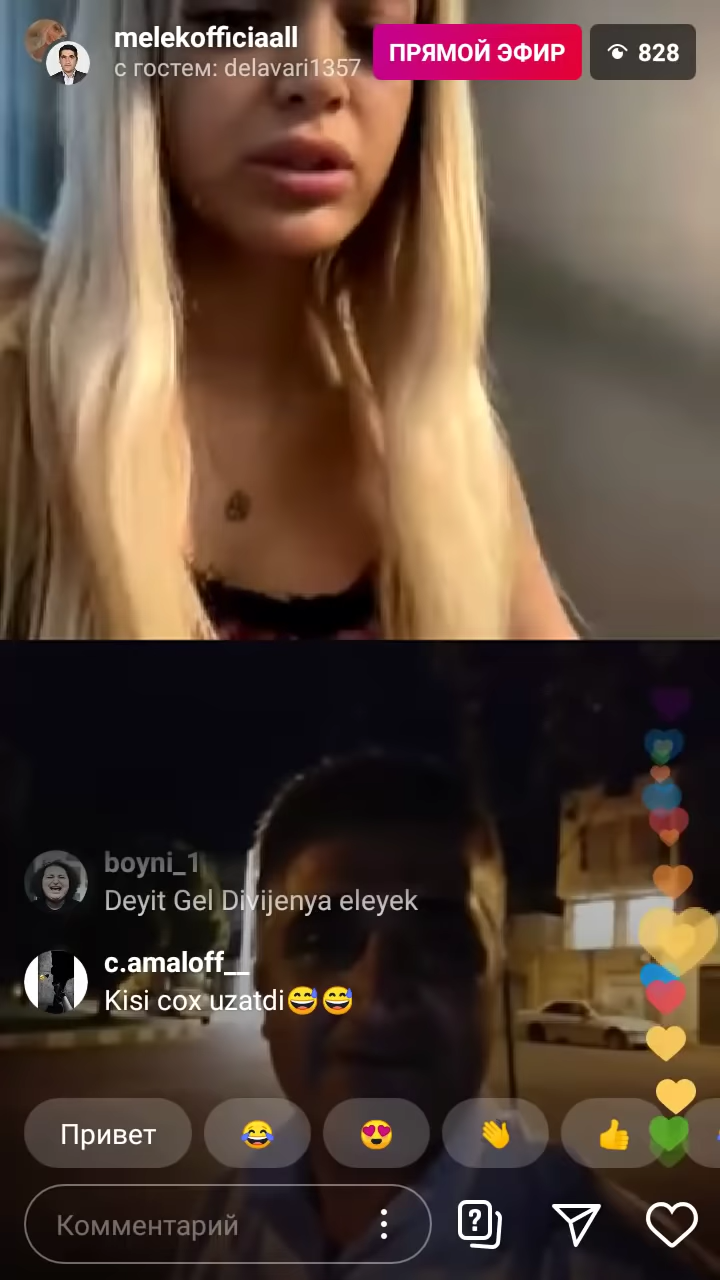 melekofficiaall
с гостем: delavari1357
ПРЯМОЙ ЭФИР
828
boyni_1
Deyit Gel Divijenya eleyek
c.amaloff__
Kisi cox uzatdi😅😅
Привет
😂 😍 👋 👍
Комментарий